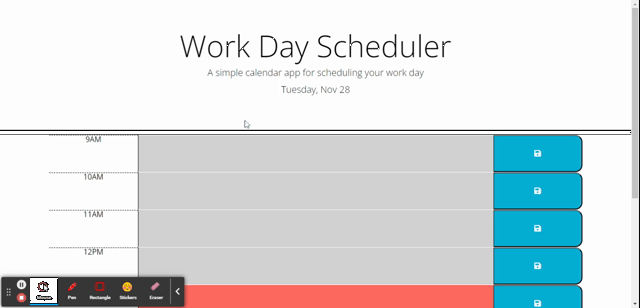 Work Day Scheduler
A simple calendar app for scheduling your work day
Tuesday, Nov 28
9AM
10AM
11AM
12PM
Pen
Rectangle
Stickers
Eraser